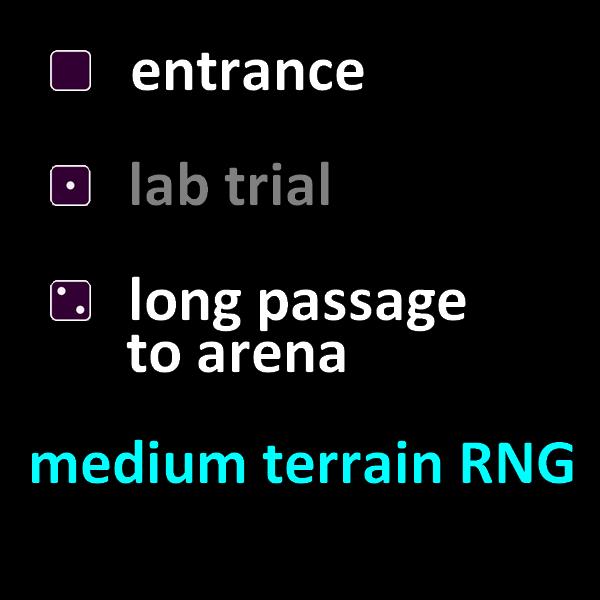 entrance
lab trial
long passage
to arena
medium terrain RNG